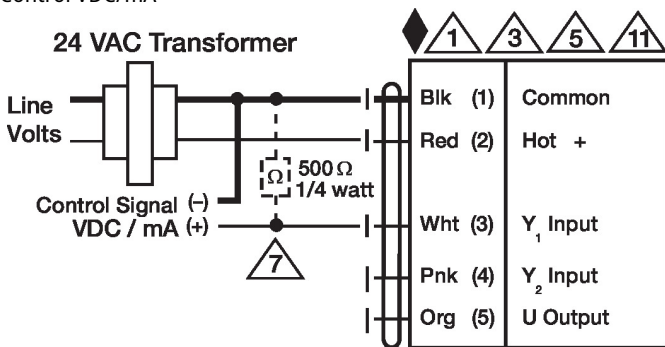 Control VDC/mA
24 VAC Transformer
1 3 5 11
Line
Volts
Blk (1) Common
Red (2) Hot +
Ω 500 Ω
1/4 watt
Control Signal (-)
VDC / mA (+)
Wht (3) Y₁ Input
7
Pnk (4) Y₂ Input
Org (5) U Output